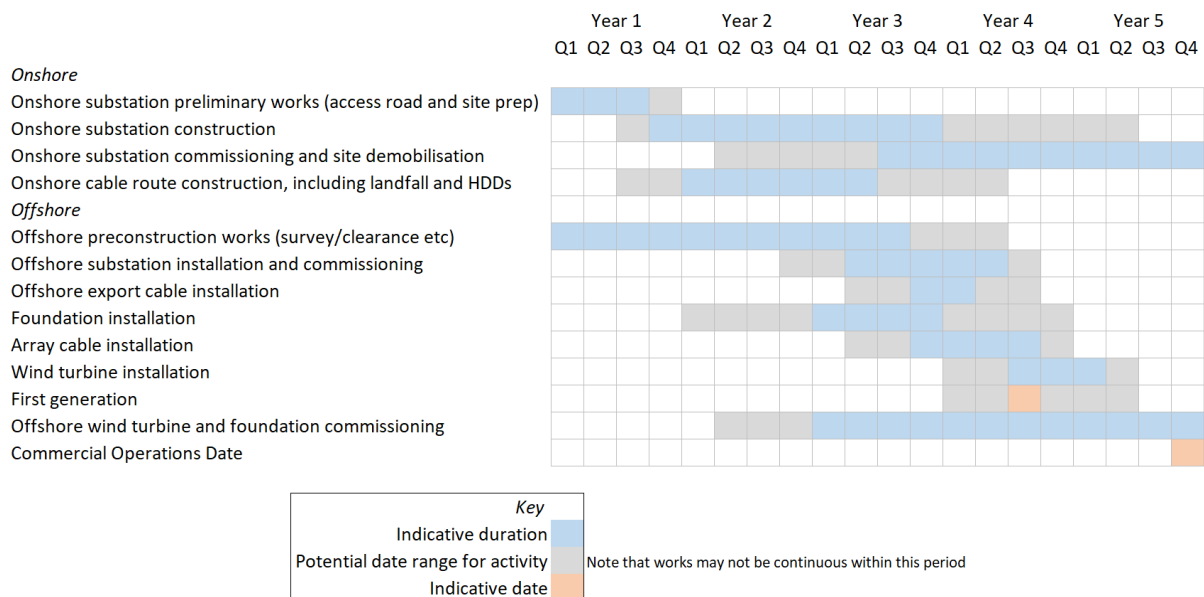 Year 1 Year 2 Year 3 Year 4 Year 5
Q1 Q2 Q3 Q4 Q1 Q2 Q3 Q4 Q1 Q2 Q3 Q4 Q1 Q2 Q3 Q4 Q1 Q2 Q3 Q4
Onshore
Onshore substation preliminary works (access road and site prep)
Onshore substation construction
Onshore substation commissioning and site demobilisation
Onshore cable route construction, including landfall and HDDs
Offshore
Offshore preconstruction works (survey/clearance etc)
Offshore substation installation and commissioning
Offshore export cable installation
Foundation installation
Array cable installation
Wind turbine installation
First generation
Offshore wind turbine and foundation commissioning
Commercial Operations Date
Key
Indicative duration
Potential date range for activity Note that works may not be continuous within this period
Indicative date